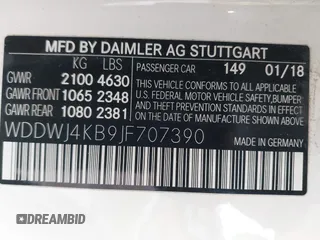 MFD BY DAIMLER AG STUTTGART
KG LBS
PASSENGER CAR 149 01/18
GVWR 2100 4630
GAWR FRONT 1065 2348
GAWR REAR 1080 2381
THIS VEHICLE CONFORMS TO ALL APPLICABLE
U.S. FEDERAL MOTOR VEHICLE SAFETY, BUMPER,
AND THEFT PREVENTION STANDARDS IN EFFECT
ON THE DATE OF MANUFACTURE SHOWN ABOVE.
WDDWJ4KB9JF707390
MADE IN GERMANY
DREAMBID